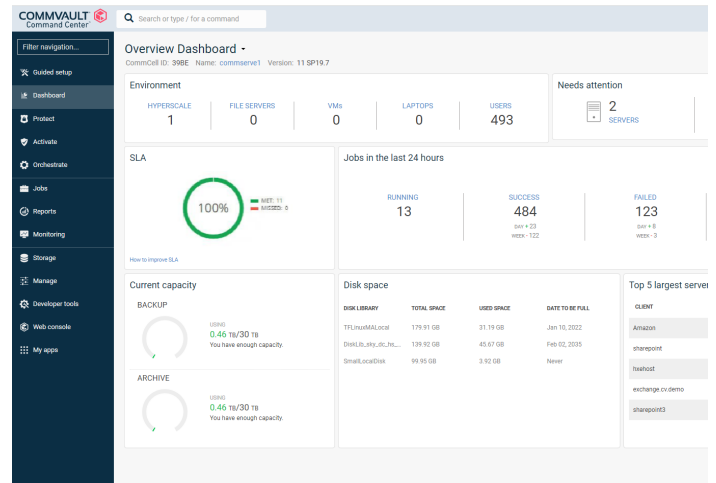 COMMVAULT
Command Center
Search or type / for a command
Filter navigation...
Guided setup
Dashboard
Protect
Activate
Orchestrate
Jobs
Reports
Monitoring
Storage
Manage
Developer tools
Web console
My apps
Overview Dashboard
CommCell ID: 39BE Name: commserve1 Version: 11 SP19.7
Environment
HYPERSCALE FILE SERVERS VMs LAPTOPS USERS
1 0 0 0 493
Needs attention
2
SERVERS
SLA
100%
MET: 11
How to improve SLA
Jobs in the last 24 hours
RUNNING SUCCESS FAILED
13 484 123
DAY + 23 DAY + 8
WEEK - 122 WEEK - 3
Current capacity
BACKUP
USING
0.46 TB/30 TB
You have enough capacity.
ARCHIVE
USING
0.46 TB/30 TB
You have enough capacity.
Disk space
DISK LIBRARY TOTAL SPACE USED SPACE DATE TO BE FULL
TFLinuxMALocal 179.91 GB 31.19 GB Jan 10, 2022
DiskLib_sky_dc_hs_... 139.92 GB 45.67 GB Feb 02, 2035
SmallLocalDisk 99.95 GB 3.92 GB Never
Top 5 largest server
CLIENT
Amazon
sharepoint
hxehost
exchange.cv.demo
sharepoint3